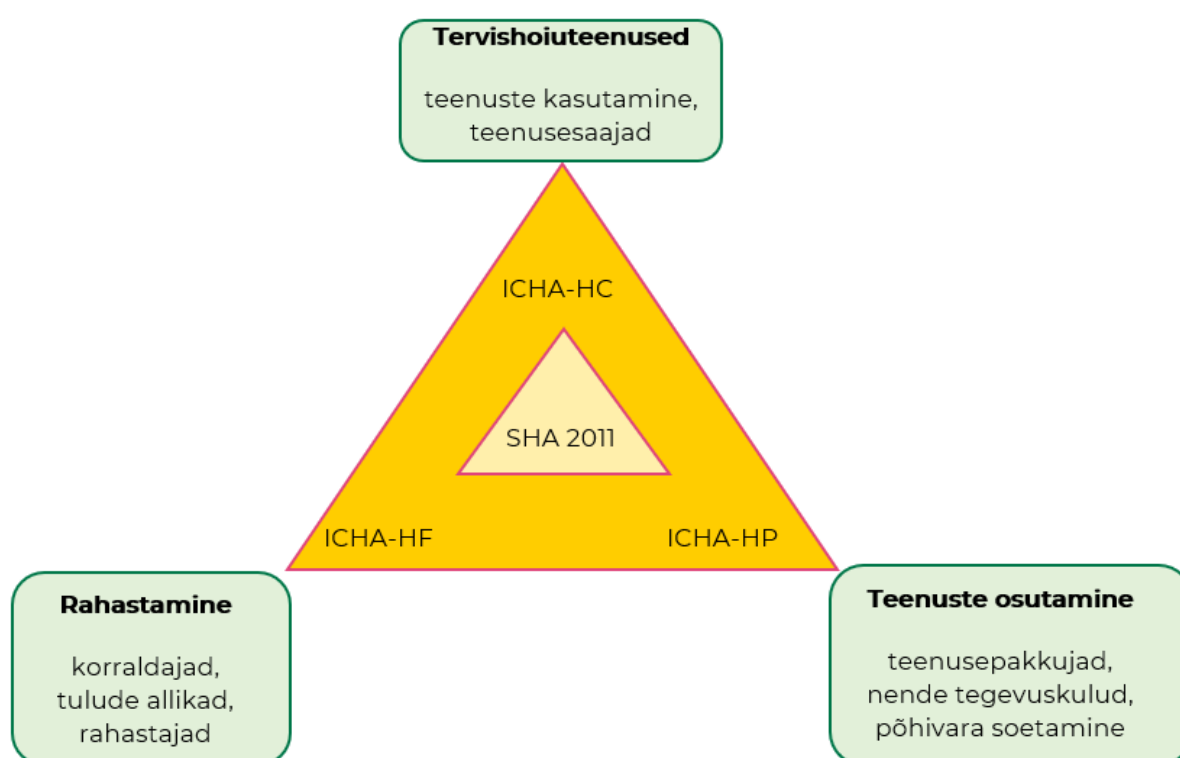 Tervishoiuteenused
teenuste kasutamine,
teenusesaajad
ICHA-HC
SHA 2011
ICHA-HF
ICHA-HP
Rahastamine
korraldajad,
tulude allikad,
rahastajad
Teenuste osutamine
teenusepakkujad,
nende tegevuskulud,
põhivara soetamine